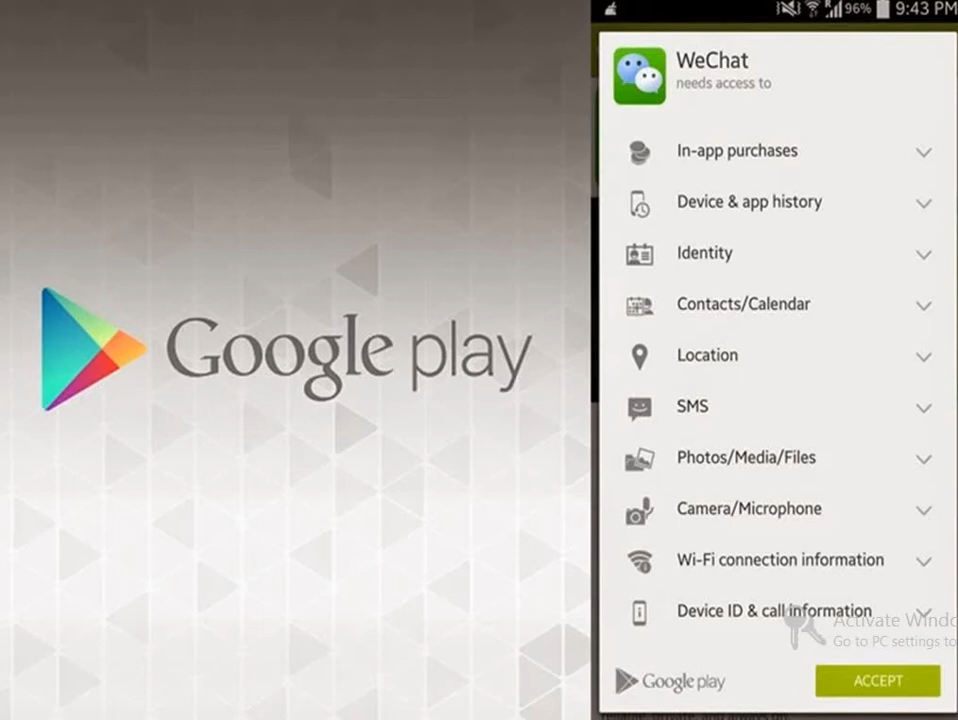 Google play
96% 9:43 PM
WeChat
needs access to
In-app purchases
Device & app history
Identity
Contacts/Calendar
Location
SMS
Photos/Media/Files
Camera/Microphone
Wi-Fi connection information
Device ID & call information
Activate Windo
Go to PC settings to
Google play
ACCEPT